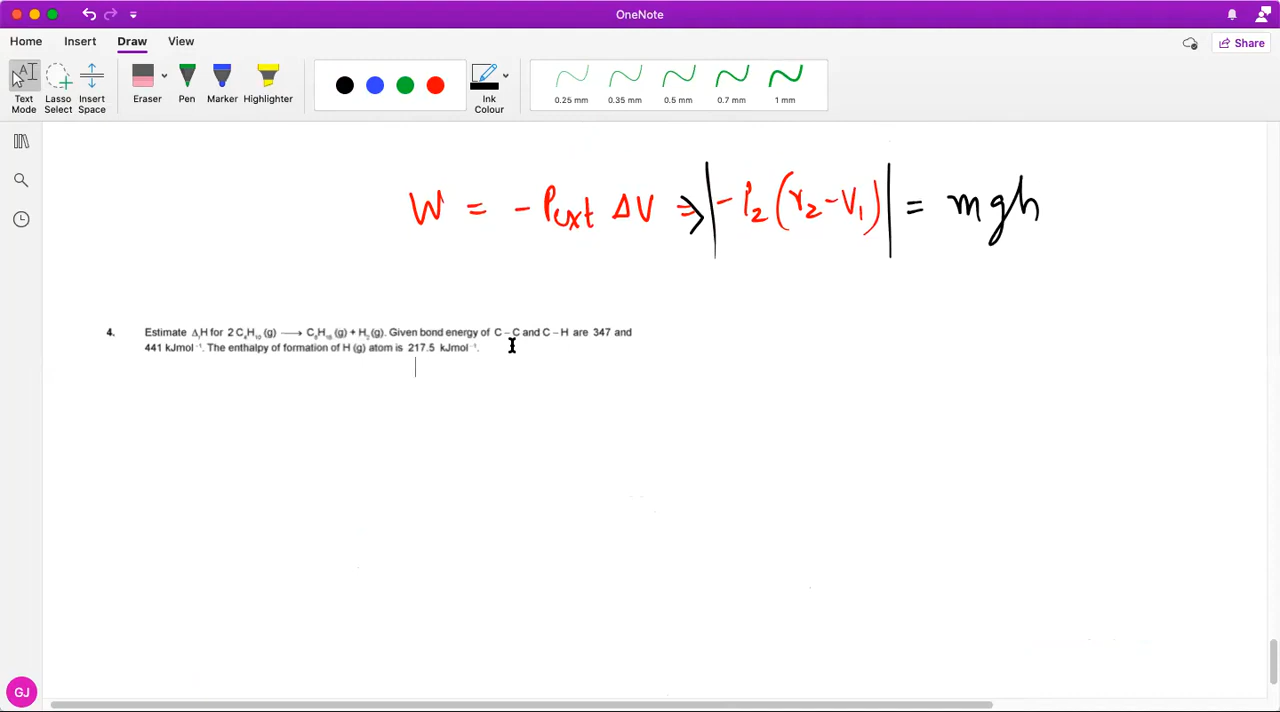 OneNote
Home Insert Draw View
Share
Text Mode
Lasso Select
Insert Space
Eraser
Pen
Marker
Highlighter
Ink Colour
0.25 mm
0.35 mm
0.5 mm
0.7 mm
1 mm
W = - Pext ΔV => |- P2 (V2 - V1)| = mgh
4. Estimate ΔfH for 2 C4H10 (g) ⟶ C8H18 (g) + H2 (g). Given bond energy of C – C and C – H are 347 and
441 kJmol⁻¹. The enthalpy of formation of H (g) atom is 217.5 kJmol⁻¹.
GJ